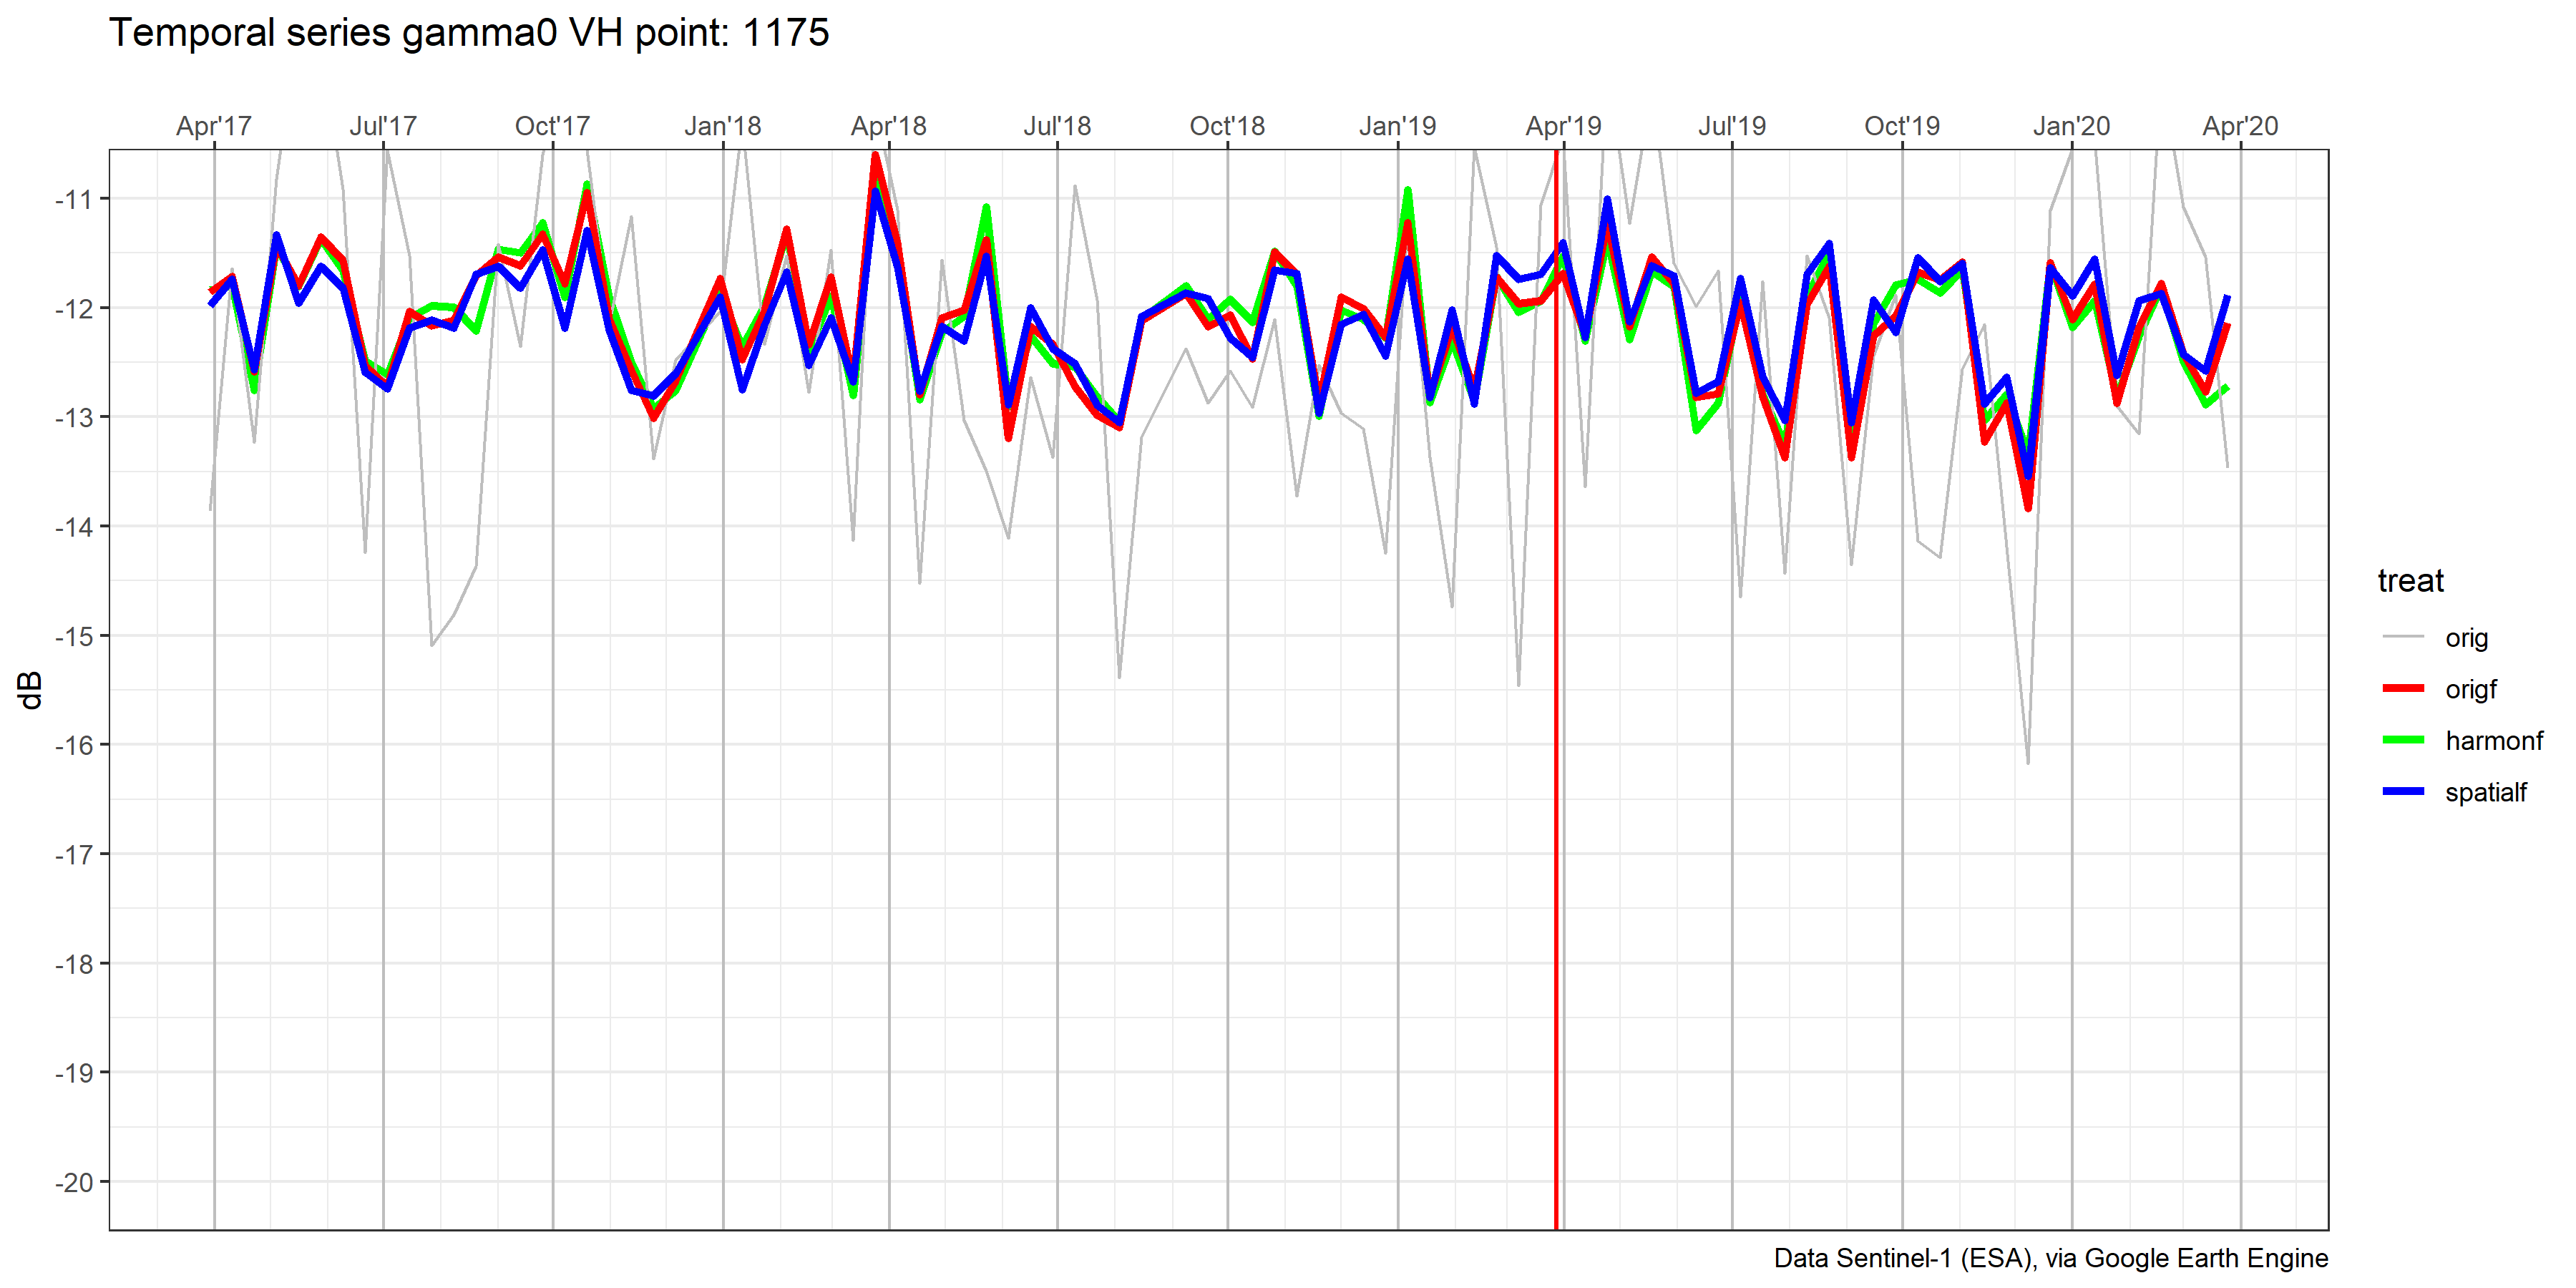 Temporal series gamma0 VH point: 1175
Apr'17 Jul'17 Oct'17 Jan'18 Apr'18 Jul'18 Oct'18 Jan'19 Apr'19 Jul'19 Oct'19 Jan'20 Apr'20
-11
-12
-13
-14
-15
-16
-17
-18
-19
-20
dB
treat
orig
origf
harmonf
spatialf
Data Sentinel-1 (ESA), via Google Earth Engine